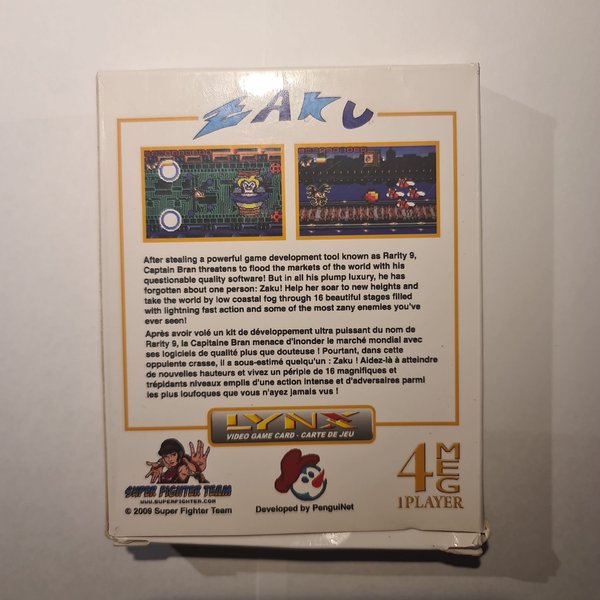 ZAKU
After stealing a powerful game development tool known as Rarity 9,
Captain Bran threatens to flood the markets of the world with his
questionable quality software! But in all his plump luxury, he has
forgotten about one person: Zaku! Help her soar to new heights and
take the world by low coastal fog through 16 beautiful stages filled
with lightning fast action and some of the most zany enemies you've
ever seen!
Après avoir volé un kit de développement ultra puissant du nom de
Rarity 9, la Capitaine Bran menace d'inonder le marché mondial avec
ses logiciels de qualité plus que douteuse ! Pourtant, dans cette
oppulente crasse, il a sous-estimé quelqu'un : Zaku ! Aidez-là à atteindre
de nouvelles hauteurs et vivez un périple de 16 magnifiques et
trépidants niveaux emplis d'une action intense et d'adversaires parmi
les plus loufoques que vous n'ayez jamais vus !
LYNX
VIDEO GAME CARD - CARTE DE JEU
SUPER FIGHTER TEAM
WWW.SUPERFIGHTER.COM
© 2009 Super Fighter Team
Developed by PenguiNet
4 MEG
1 PLAYER